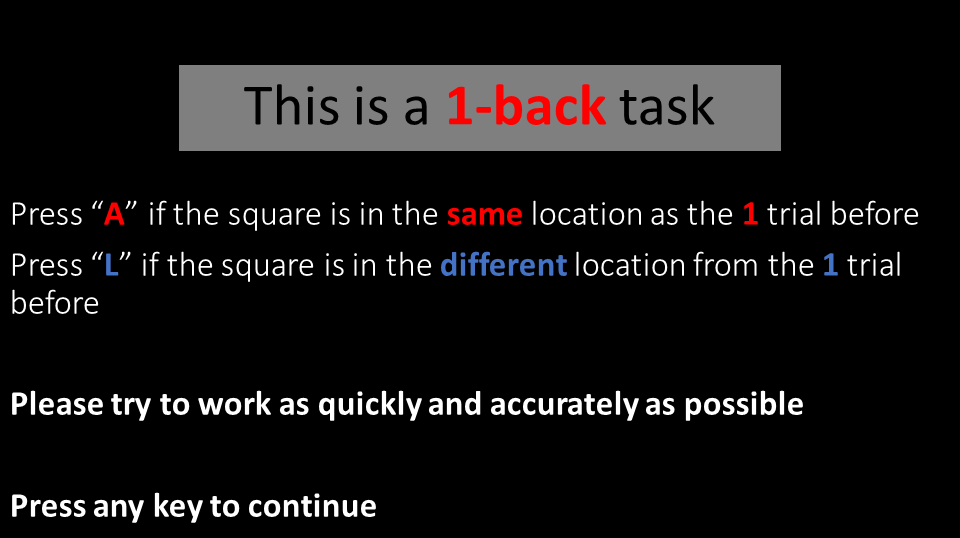 This is a 1-back task
Press “A” if the square is in the same location as the 1 trial before
Press “L” if the square is in the different location from the 1 trial
before
Please try to work as quickly and accurately as possible
Press any key to continue